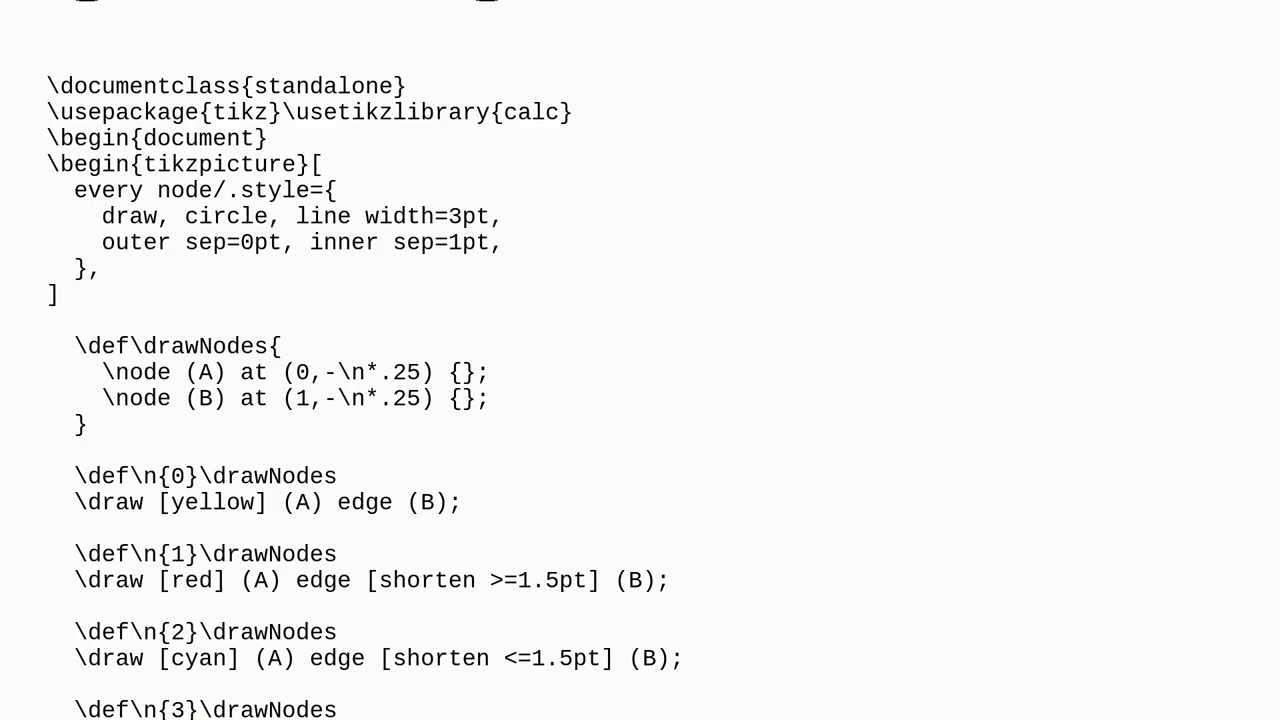 \documentclass{standalone}
\usepackage{tikz}\usetikzlibrary{calc}
\begin{document}
\begin{tikzpicture}[
  every node/.style={
    draw, circle, line width=3pt,
    outer sep=0pt, inner sep=1pt,
  },
]

  \def\drawNodes{
    \node (A) at (0,-\n*.25) {};
    \node (B) at (1,-\n*.25) {};
  }

  \def\n{0}\drawNodes
  \draw [yellow] (A) edge (B);

  \def\n{1}\drawNodes
  \draw [red] (A) edge [shorten >=1.5pt] (B);

  \def\n{2}\drawNodes
  \draw [cyan] (A) edge [shorten <=1.5pt] (B);

  \def\n{3}\drawNodes